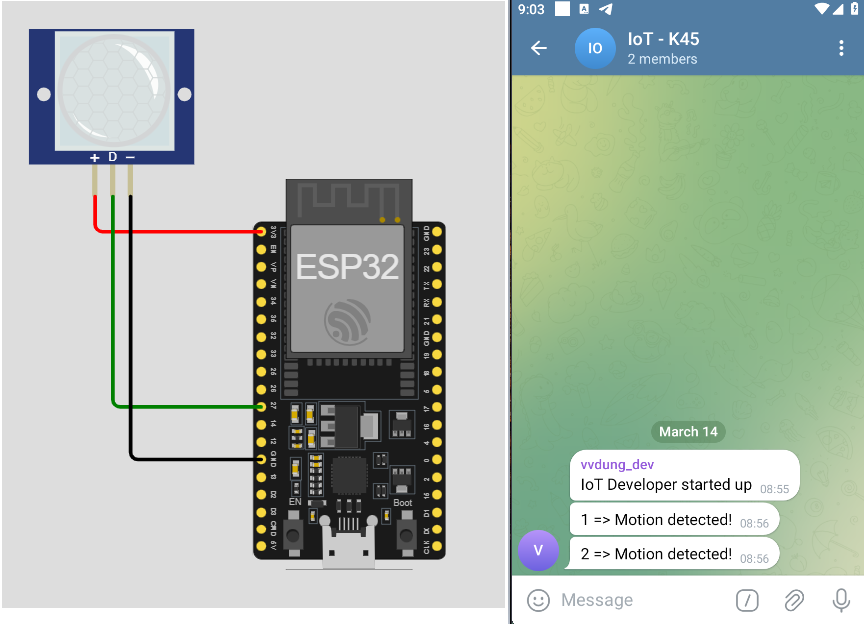 + D −
ESP32
3V3
EN
VP
VN
34
35
32
33
25
26
27
14
12
GND
13
D2
D3
CMD
5V
GND
23
22
TX
RX
21
GND
19
18
5
17
16
4
0
2
15
D1
D0
CLK
EN
Boot
9:03
A
IO
IoT - K45
2 members
March 14
vvdung_dev
IoT Developer started up 08:55
1 => Motion detected! 08:56
2 => Motion detected! 08:56
V
Message
/